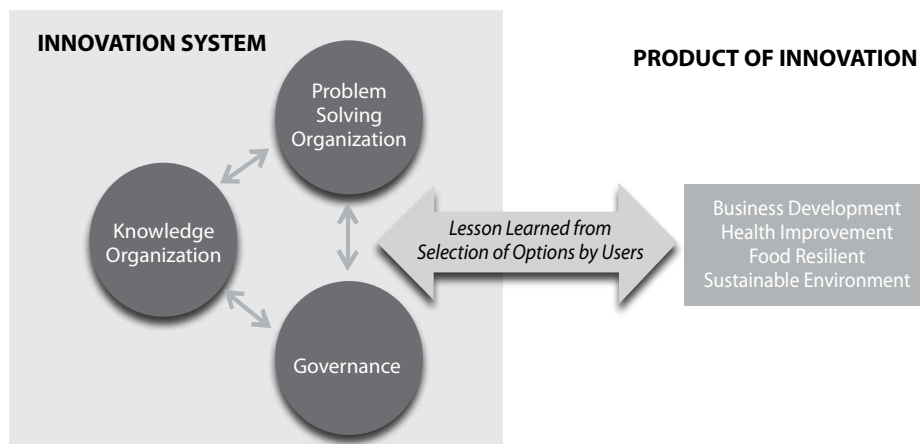 INNOVATION SYSTEM
PRODUCT OF INNOVATION
Problem
Solving
Organization
Knowledge
Organization
Governance
Lesson Learned from
Selection of Options by Users
Business Development
Health Improvement
Food Resilient
Sustainable Environment